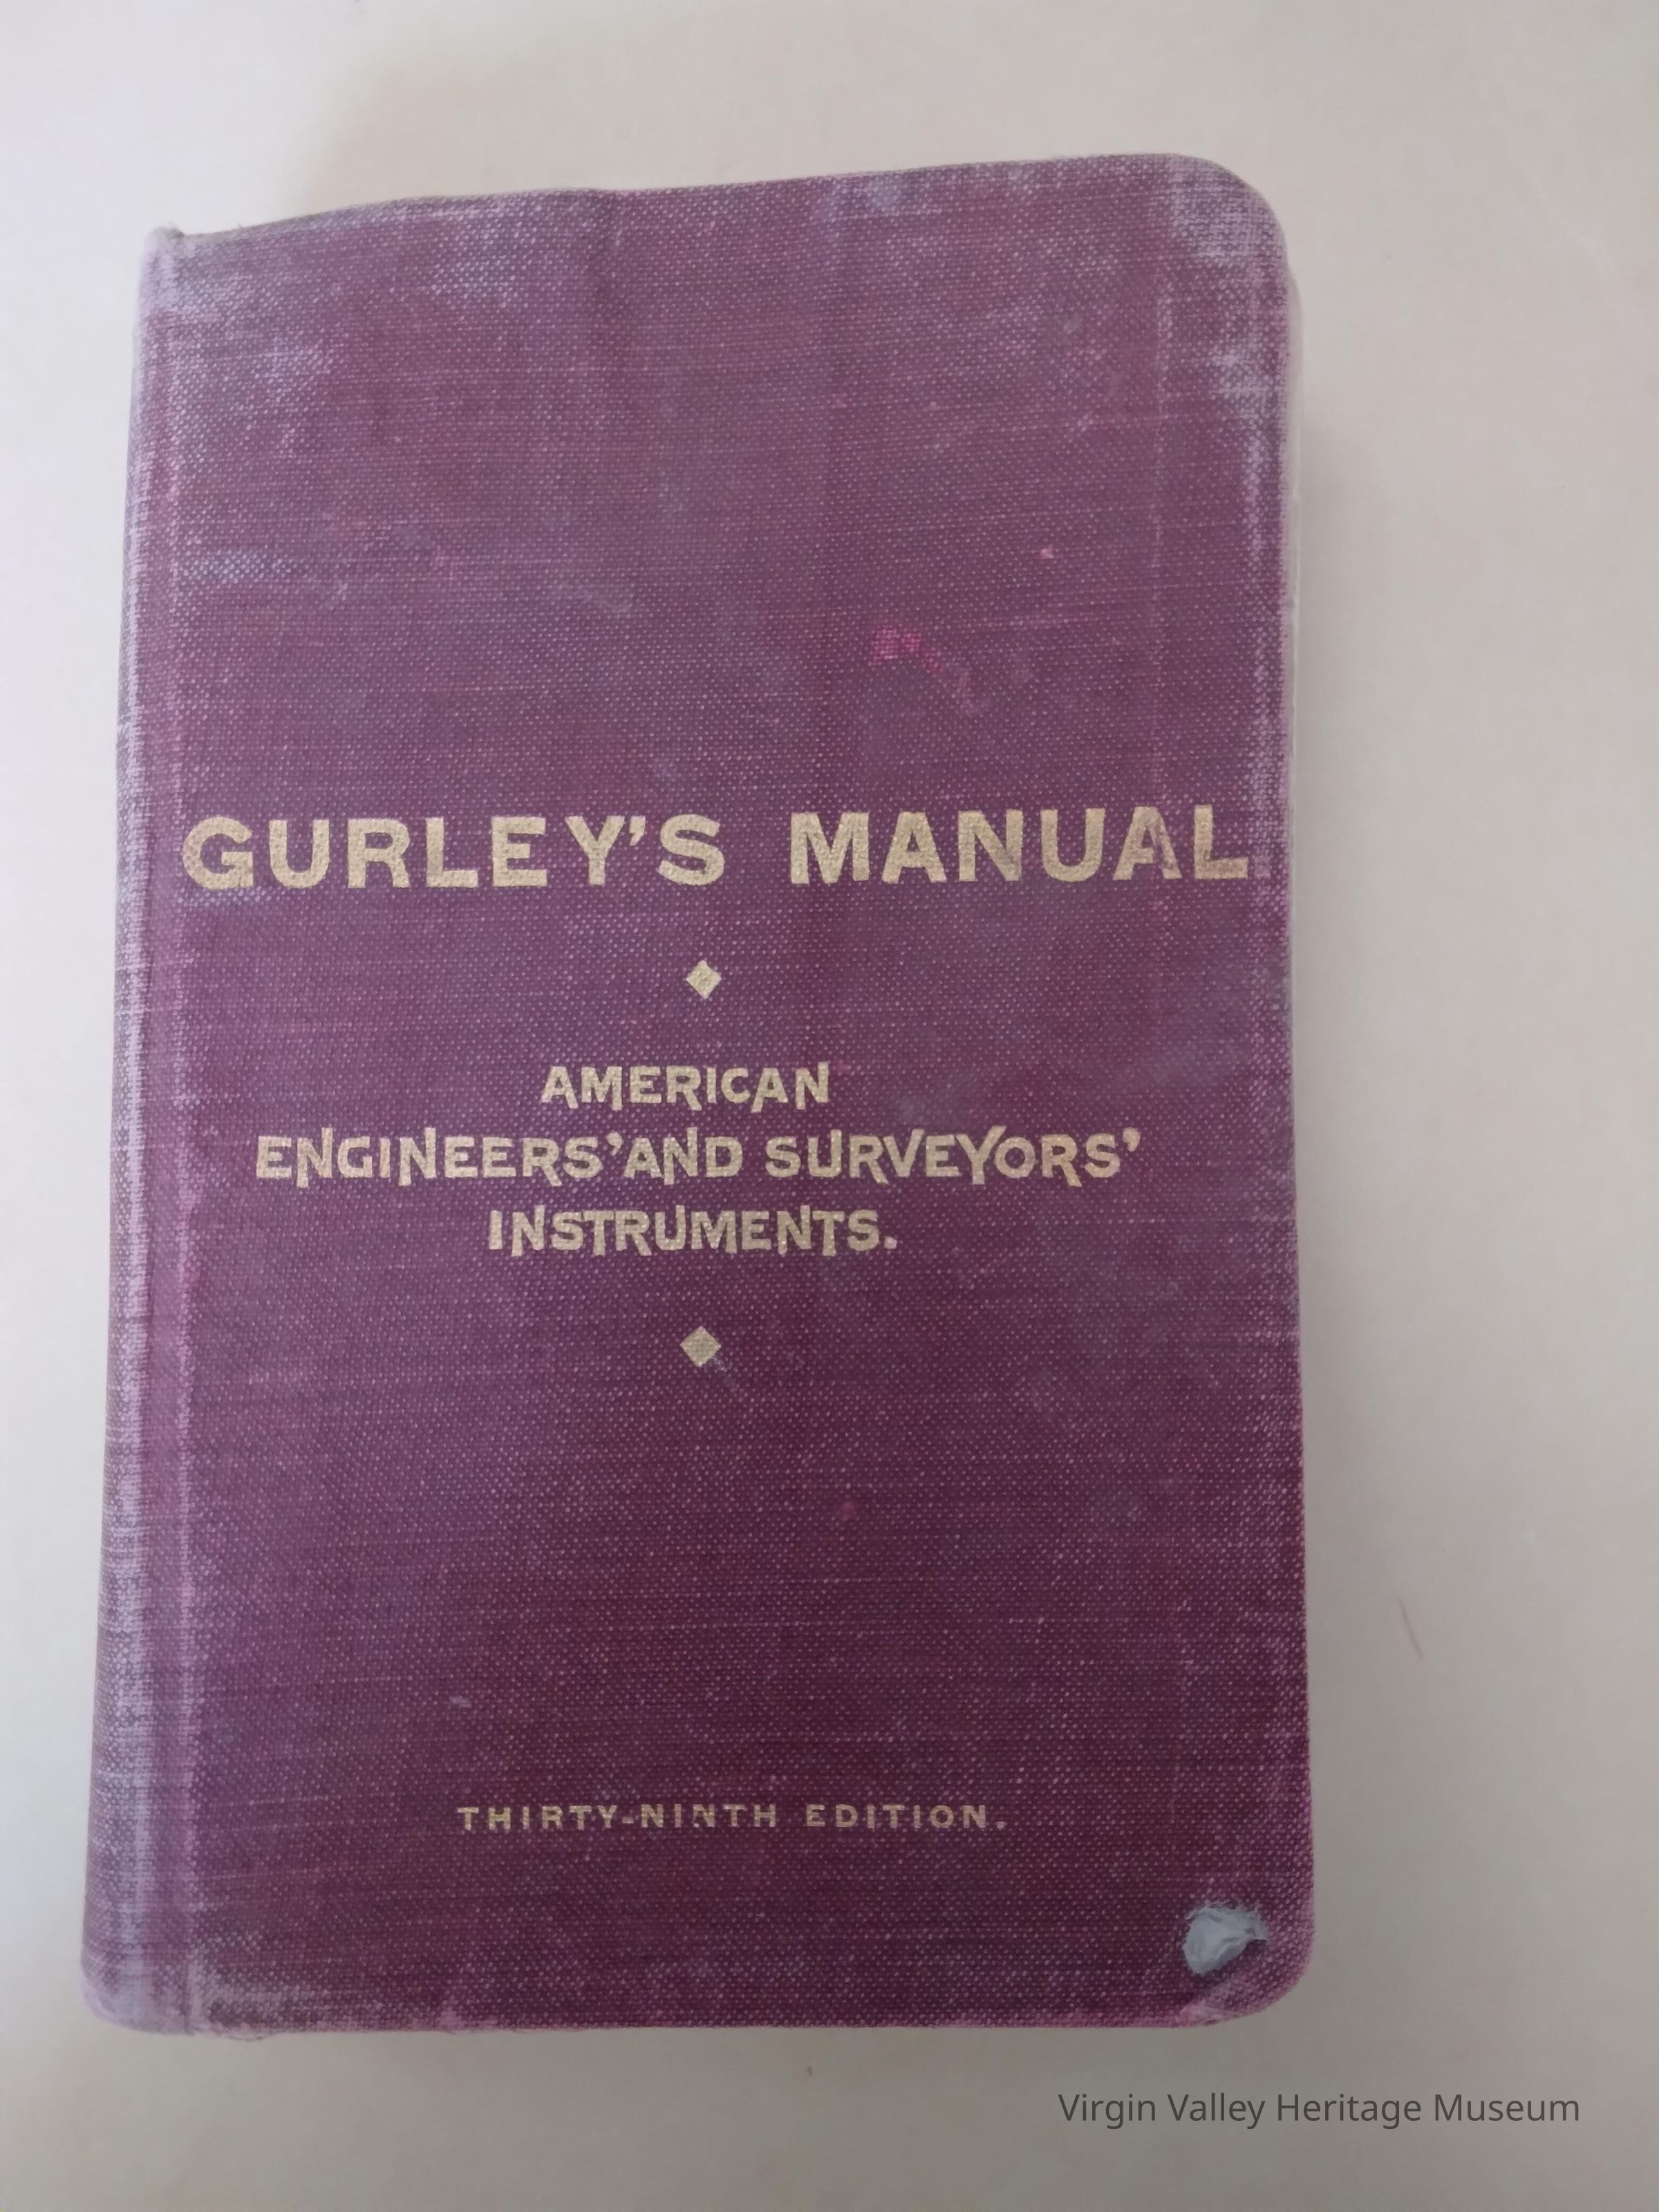 GURLEY'S MANUAL
AMERICAN
ENGINEERS' AND SURVEYORS'
INSTRUMENTS.
THIRTY-NINTH EDITION.
Virgin Valley Heritage Museum